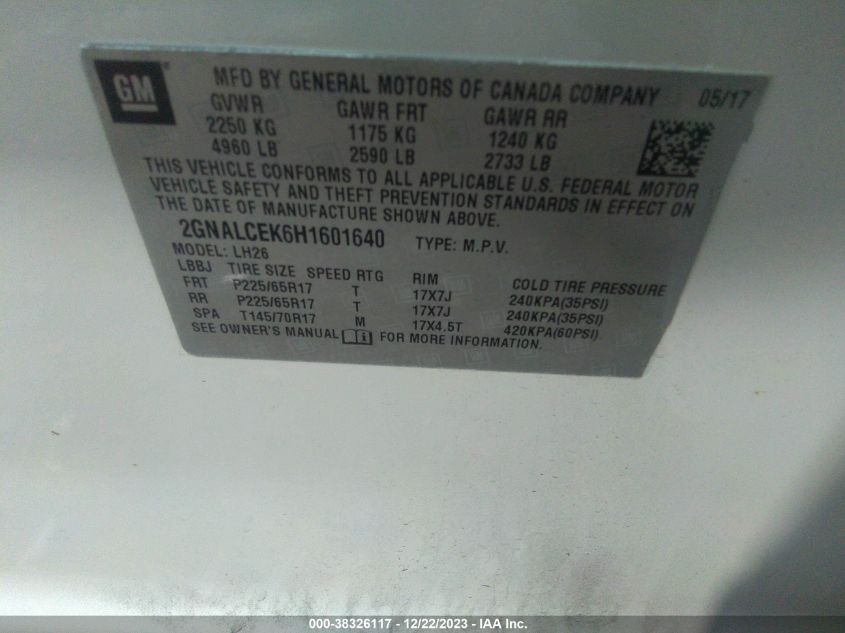 GM MFD BY GENERAL MOTORS OF CANADA COMPANY 05/17
GVWR GAWR FRT GAWR RR
2250 KG 1175 KG 1240 KG
4960 LB 2590 LB 2733 LB
THIS VEHICLE CONFORMS TO ALL APPLICABLE U.S. FEDERAL MOTOR
VEHICLE SAFETY AND THEFT PREVENTION STANDARDS IN EFFECT ON
THE DATE OF MANUFACTURE SHOWN ABOVE.
2GNALCEK6H1601640 TYPE: M.P.V.
MODEL: LH26
LBBJ TIRE SIZE SPEED RTG RIM COLD TIRE PRESSURE
FRT P225/65R17 T 17X7J 240KPA(35PSI)
RR P225/65R17 T 17X7J 240KPA(35PSI)
SPA T145/70R17 M 17X4.5T 420KPA(60PSI)
SEE OWNER'S MANUAL i FOR MORE INFORMATION.
000-38326117 - 12/22/2023 - IAA Inc.